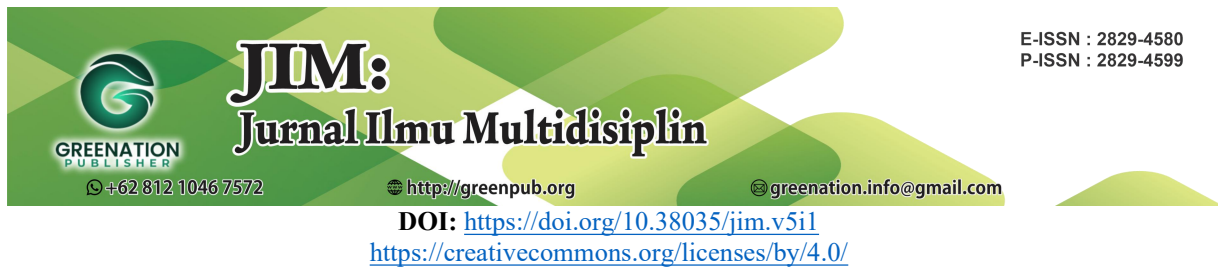 E-ISSN : 2829-4580
P-ISSN : 2829-4599
JIM:
Jurnal Ilmu Multidisiplin
GREENATION
PUBLISHER
+62 812 1046 7572
http://greenpub.org
greenation.info@gmail.com
DOI: https://doi.org/10.38035/jim.v5i1
https://creativecommons.org/licenses/by/4.0/